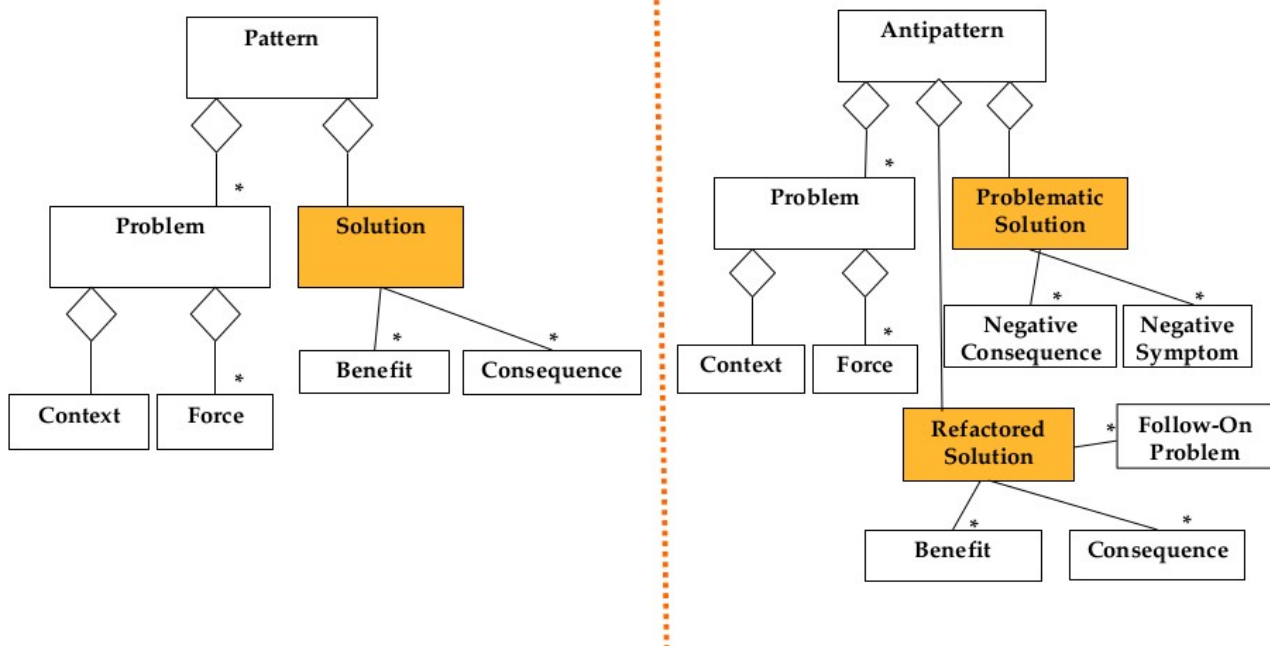 Pattern
*
Problem
Solution
*
*
Benefit
Consequence
*
Context
Force
Antipattern
*
Problem
Problematic
Solution
*
*
Negative
Consequence
Negative
Symptom
*
Context
Force
Refactored
Solution
*
Follow-On
Problem
*
*
Benefit
Consequence